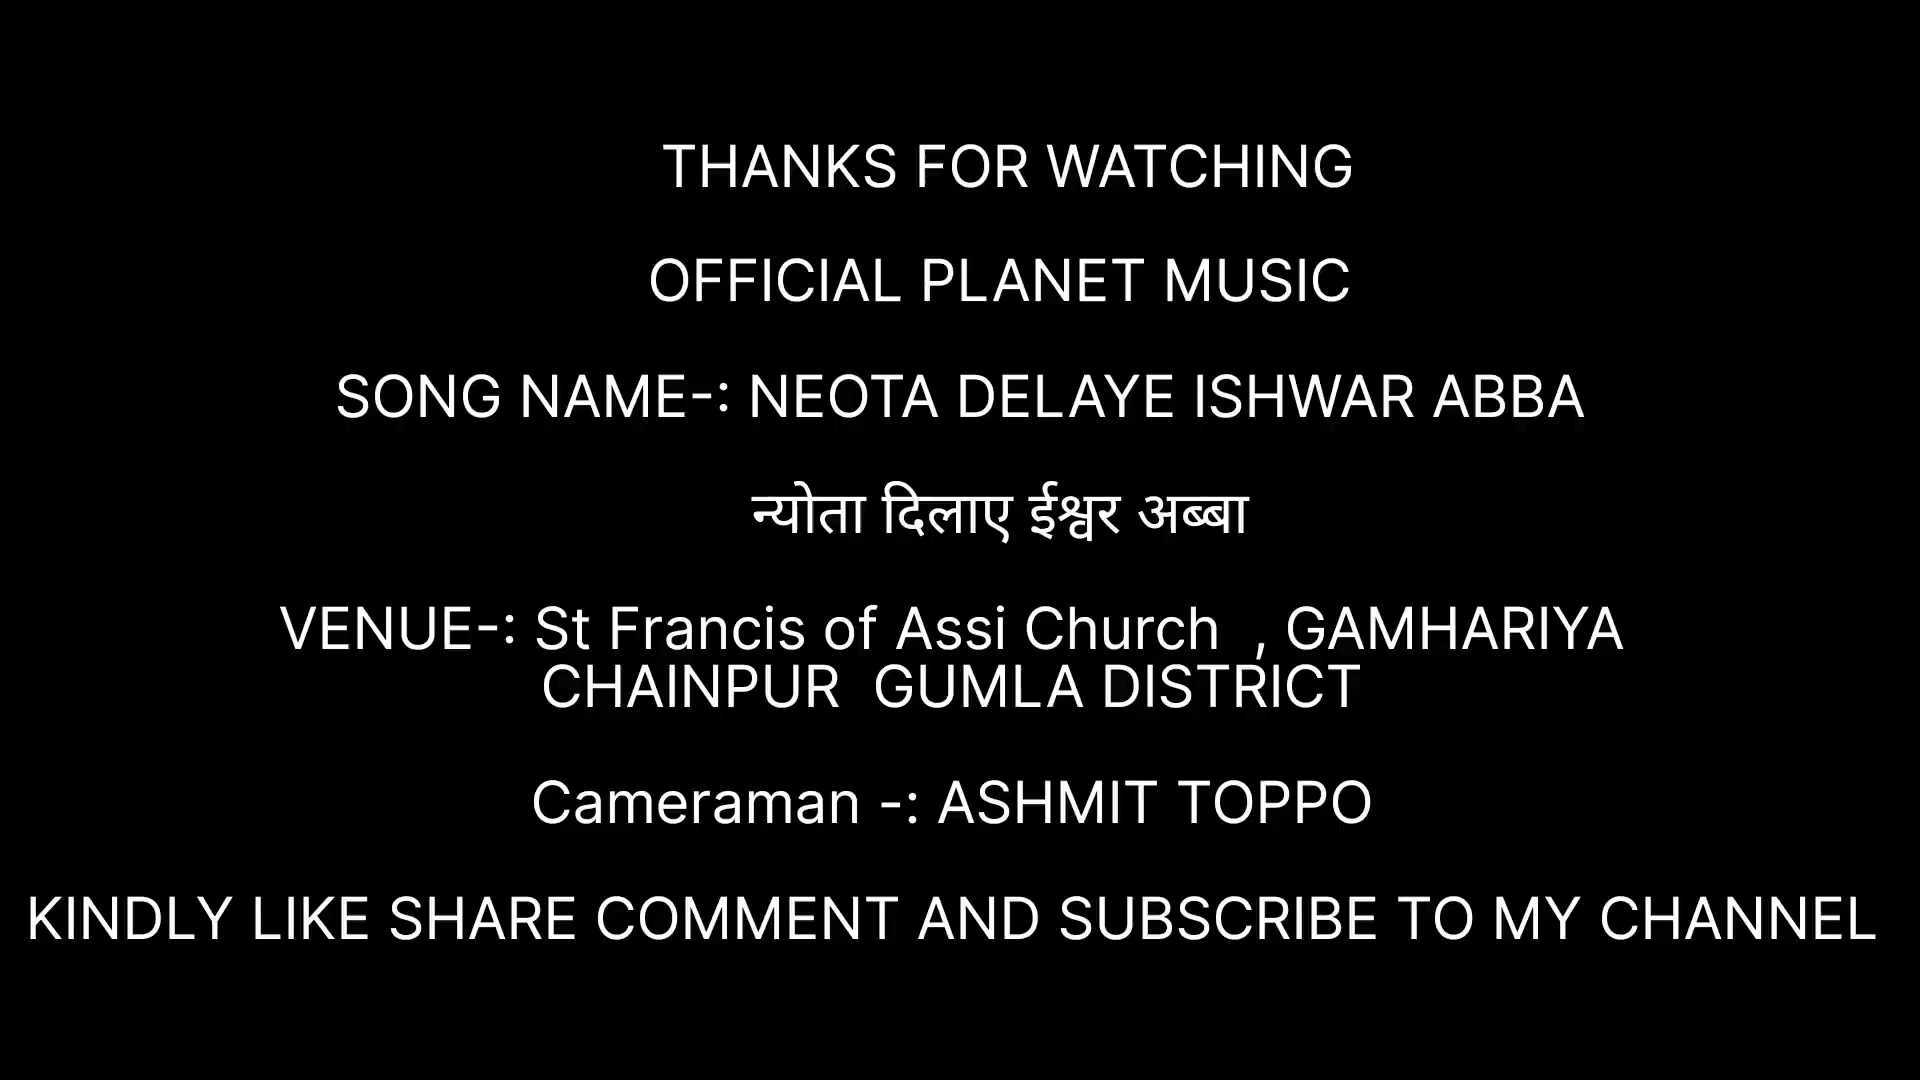 THANKS FOR WATCHING
OFFICIAL PLANET MUSIC
SONG NAME-: NEOTA DELAYE ISHWAR ABBA
न्योता दिलाए ईश्वर अब्बा
VENUE-: St Francis of Assi Church , GAMHARIYA
CHAINPUR GUMLA DISTRICT
Cameraman -: ASHMIT TOPPO
KINDLY LIKE SHARE COMMENT AND SUBSCRIBE TO MY CHANNEL